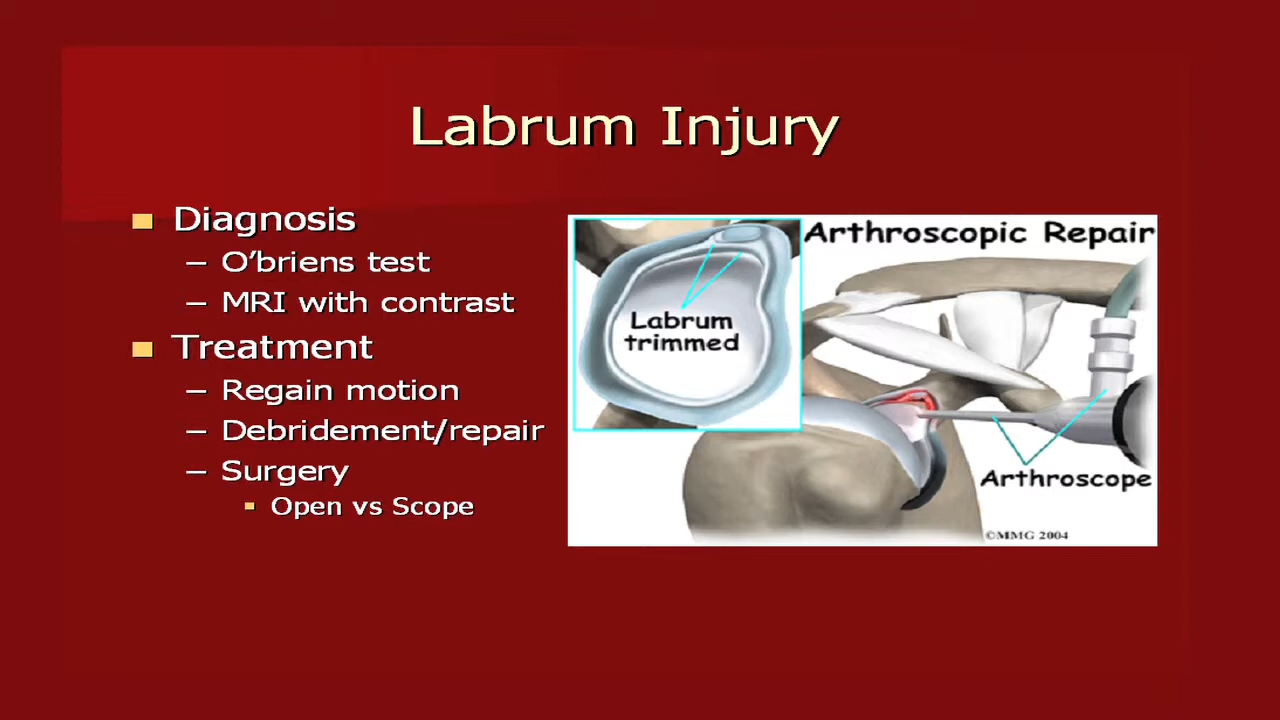 Labrum Injury
Diagnosis
– O'briens test
– MRI with contrast
Treatment
– Regain motion
– Debridement/repair
– Surgery
Open vs Scope
Arthroscopic Repair
Labrum
trimmed
Arthroscope
©MMG 2004